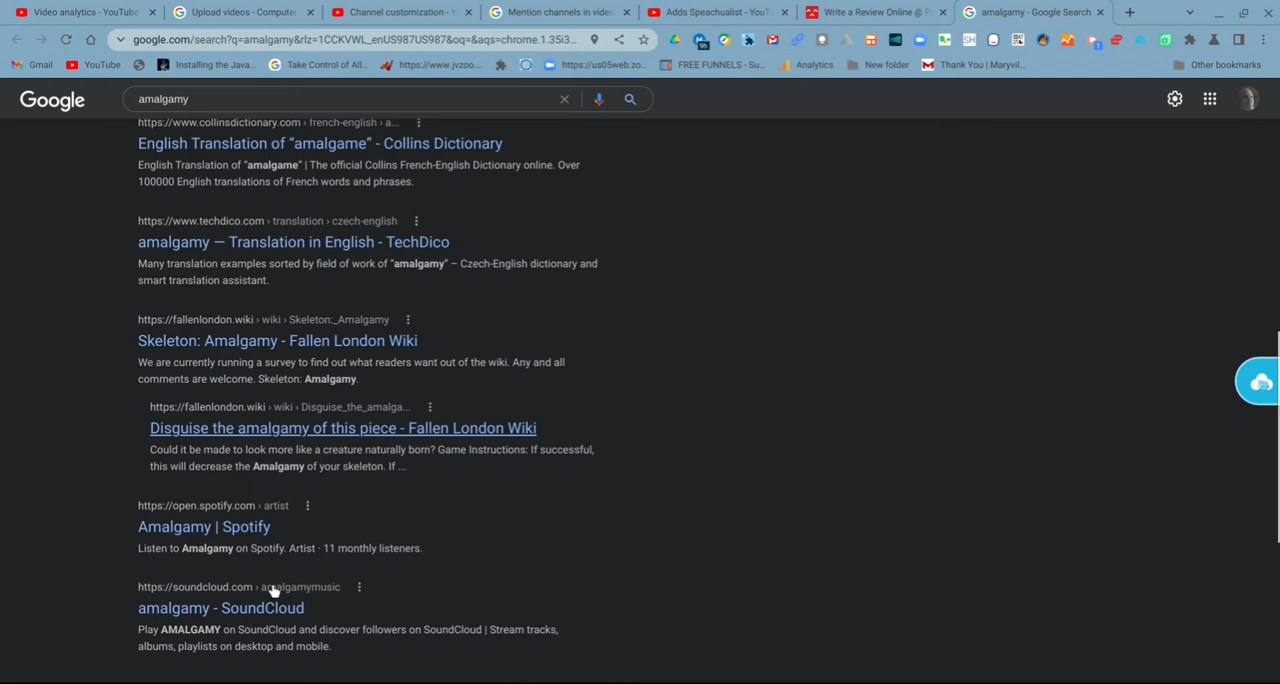 Video analytics - YouTube
Upload videos - Computer
Channel customization - Y
Mention channels in video
Adds Speachualist - YouT
Write a Review Online @ P
amalgamy - Google Search
google.com/search?q=amalgamy&rlz=1CCKVWL_enUS987US987&oq=&aqs=chrome.1.35i3...
Gmail
YouTube
Installing the Java...
Take Control of All...
https://www.jvzoo...
https://us05web.zo...
FREE FUNNELS - Su...
Analytics
New folder
Thank You | Maryvil...
Other bookmarks
Google
amalgamy
https://www.collinsdictionary.com › french-english › a...
English Translation of “amalgame” - Collins Dictionary
English Translation of “amalgame” | The official Collins French-English Dictionary online. Over
100000 English translations of French words and phrases.
https://www.techdico.com › translation › czech-english
amalgamy — Translation in English - TechDico
Many translation examples sorted by field of work of “amalgamy” – Czech-English dictionary and
smart translation assistant.
https://fallenlondon.wiki › wiki › Skeleton:_Amalgamy
Skeleton: Amalgamy - Fallen London Wiki
We are currently running a survey to find out what readers want out of the wiki. Any and all
comments are welcome. Skeleton: Amalgamy.
https://fallenlondon.wiki › wiki › Disguise_the_amalga...
Disguise the amalgamy of this piece - Fallen London Wiki
Could it be made to look more like a creature naturally born? Game Instructions: If successful,
this will decrease the Amalgamy of your skeleton. If ...
https://open.spotify.com › artist
Amalgamy | Spotify
Listen to Amalgamy on Spotify. Artist · 11 monthly listeners.
https://soundcloud.com › amalgamymusic
amalgamy - SoundCloud
Play AMALGAMY on SoundCloud and discover followers on SoundCloud | Stream tracks,
albums, playlists on desktop and mobile.